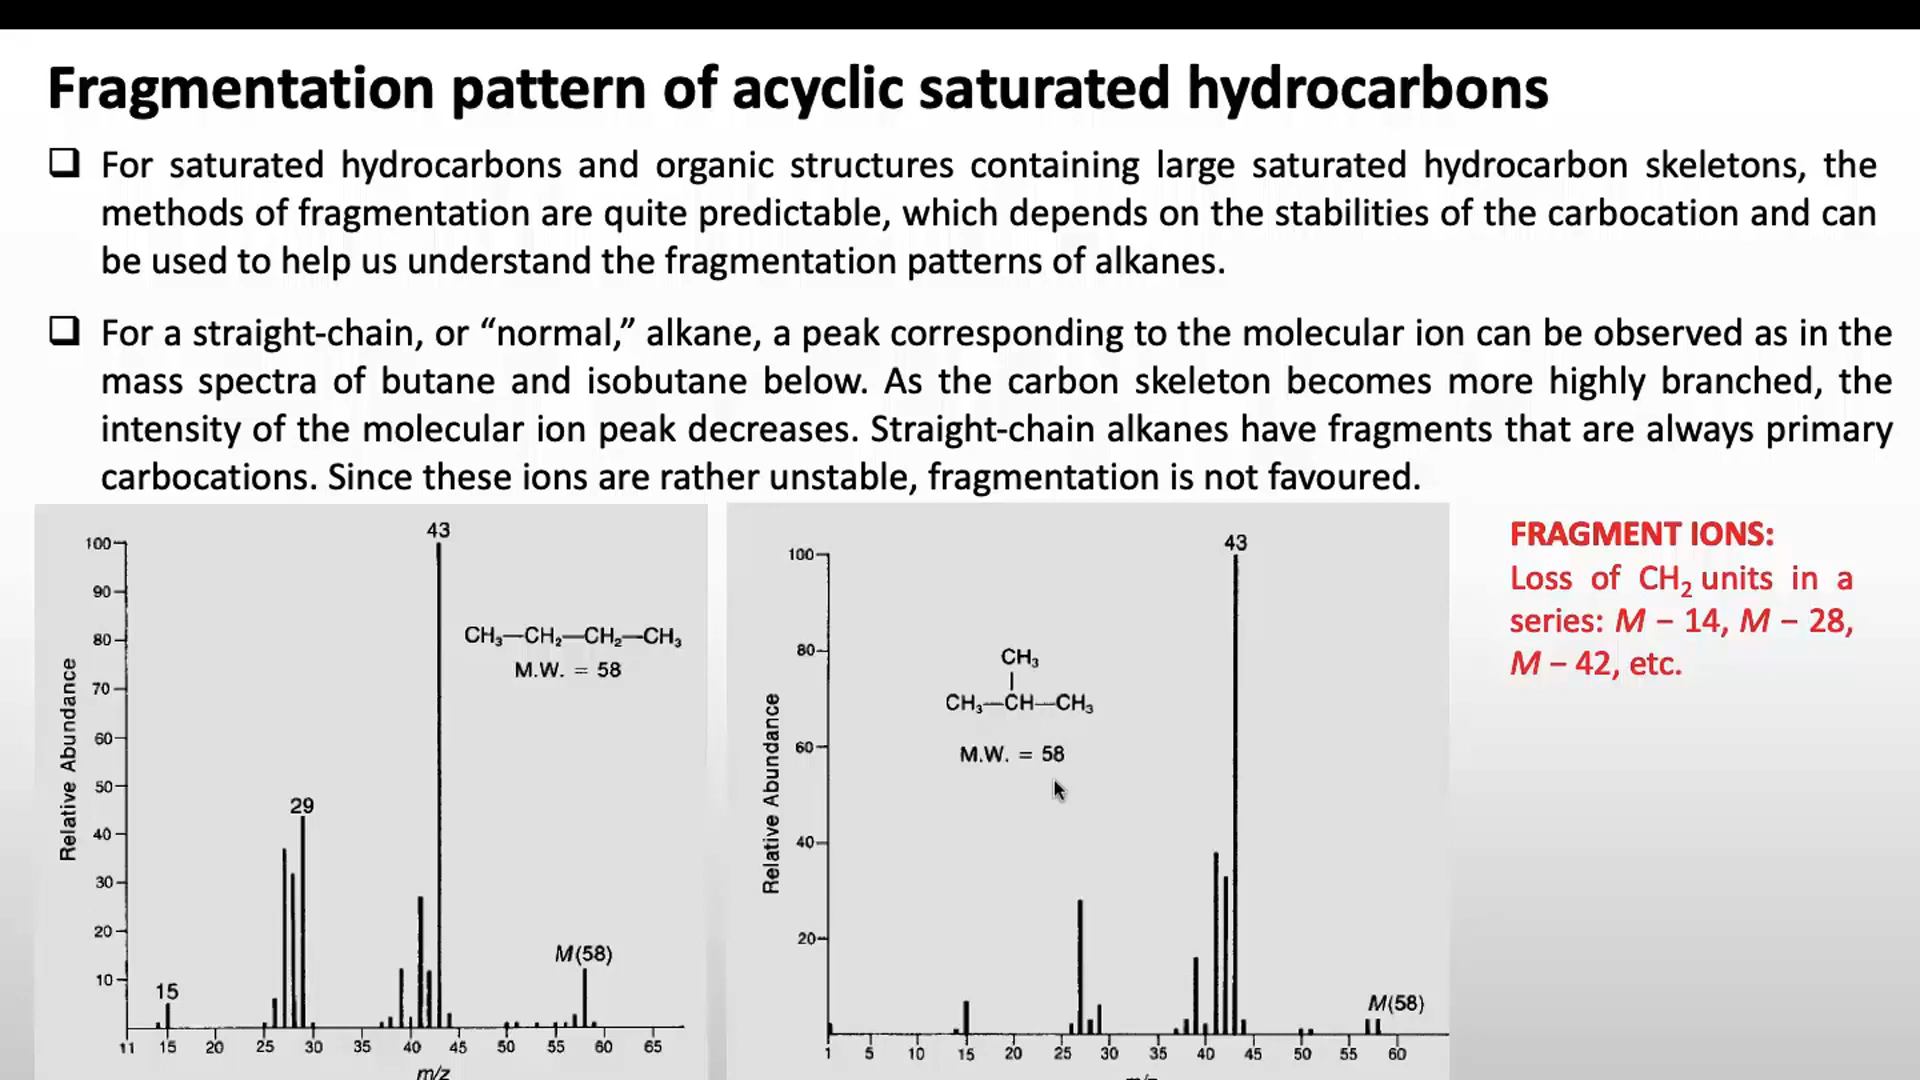 Fragmentation pattern of acyclic saturated hydrocarbons
❑ For saturated hydrocarbons and organic structures containing large saturated hydrocarbon skeletons, the
methods of fragmentation are quite predictable, which depends on the stabilities of the carbocation and can
be used to help us understand the fragmentation patterns of alkanes.
❑ For a straight-chain, or “normal,” alkane, a peak corresponding to the molecular ion can be observed as in the
mass spectra of butane and isobutane below. As the carbon skeleton becomes more highly branched, the
intensity of the molecular ion peak decreases. Straight-chain alkanes have fragments that are always primary
carbocations. Since these ions are rather unstable, fragmentation is not favoured.
43
100
90
80
70
60
50
40
30
20
10
Relative Abundance
CH₃—CH₂—CH₂—CH₃
M.W. = 58
29
15
M(58)
11 15 20 25 30 35 40 45 50 55 60 65
m/z
43
100
80
60
40
20
Relative Abundance
CH₃
|
CH₃—CH—CH₃
M.W. = 58
M(58)
1 5 10 15 20 25 30 35 40 45 50 55 60
FRAGMENT IONS:
Loss of CH₂ units in a
series: M – 14, M – 28,
M – 42, etc.